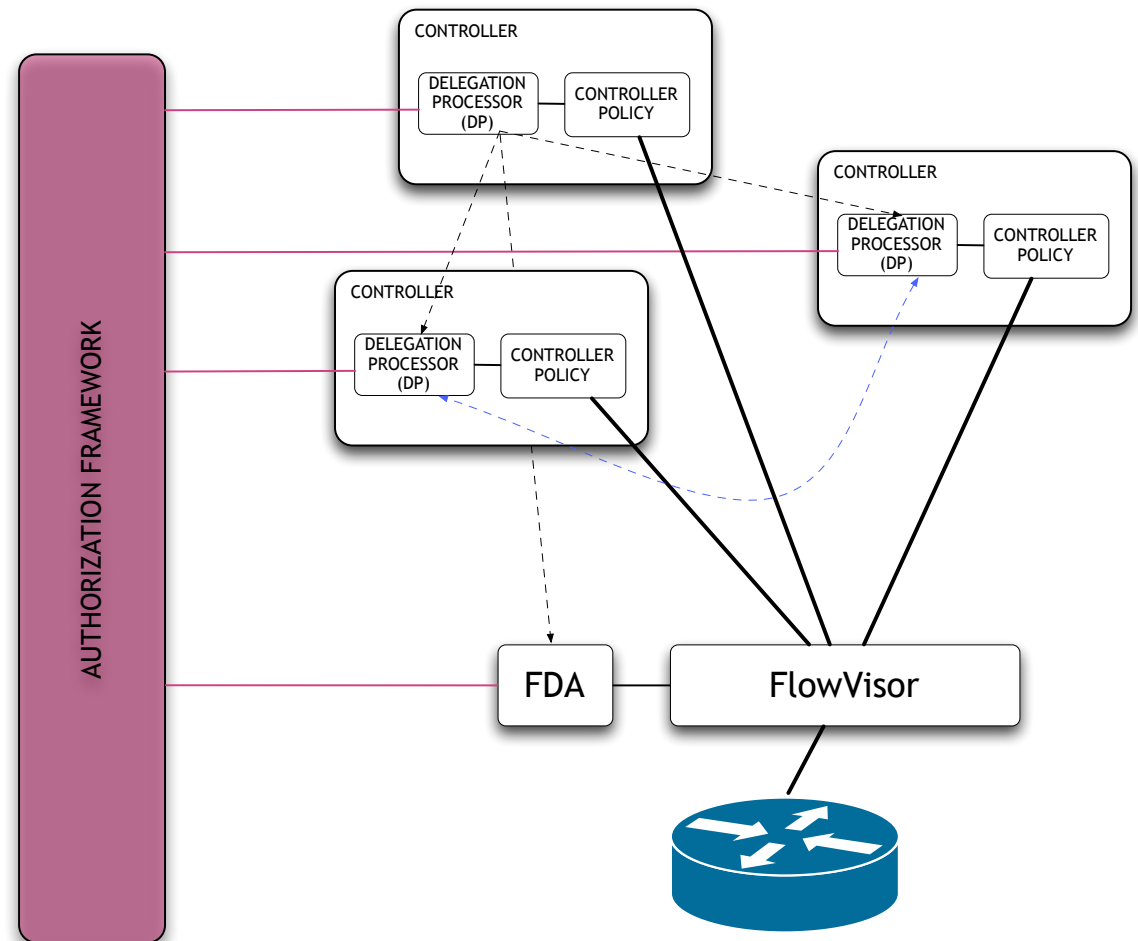 CONTROLLER
DELEGATION
PROCESSOR
(DP)
CONTROLLER
POLICY
CONTROLLER
DELEGATION
PROCESSOR
(DP)
CONTROLLER
POLICY
CONTROLLER
DELEGATION
PROCESSOR
(DP)
CONTROLLER
POLICY
AUTHORIZATION FRAMEWORK
FDA
FlowVisor